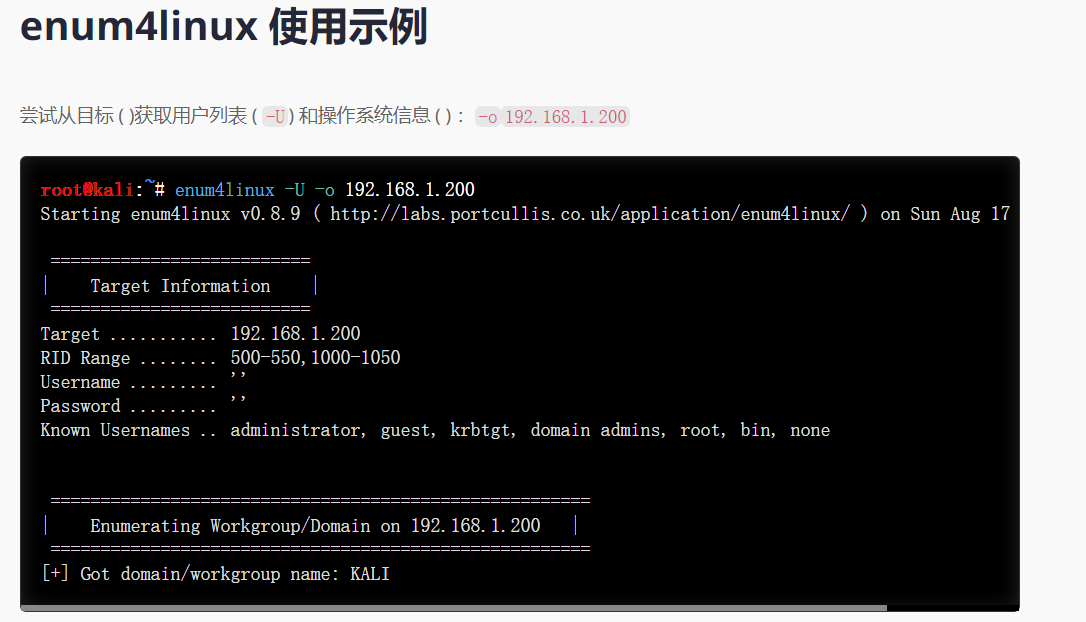 enum4linux 使用示例
尝试从目标 ( )获取用户列表 ( -U ) 和操作系统信息 ( ) : -o 192.168.1.200
root@kali:~# enum4linux -U -o 192.168.1.200
Starting enum4linux v0.8.9 ( http://labs.portcullis.co.uk/application/enum4linux/ ) on Sun Aug 17
==========================
|    Target Information    |
==========================
Target ........... 192.168.1.200
RID Range ........ 500-550,1000-1050
Username ......... ''
Password ......... ''
Known Usernames .. administrator, guest, krbtgt, domain admins, root, bin, none
======================================================
|    Enumerating Workgroup/Domain on 192.168.1.200   |
======================================================
[+] Got domain/workgroup name: KALI